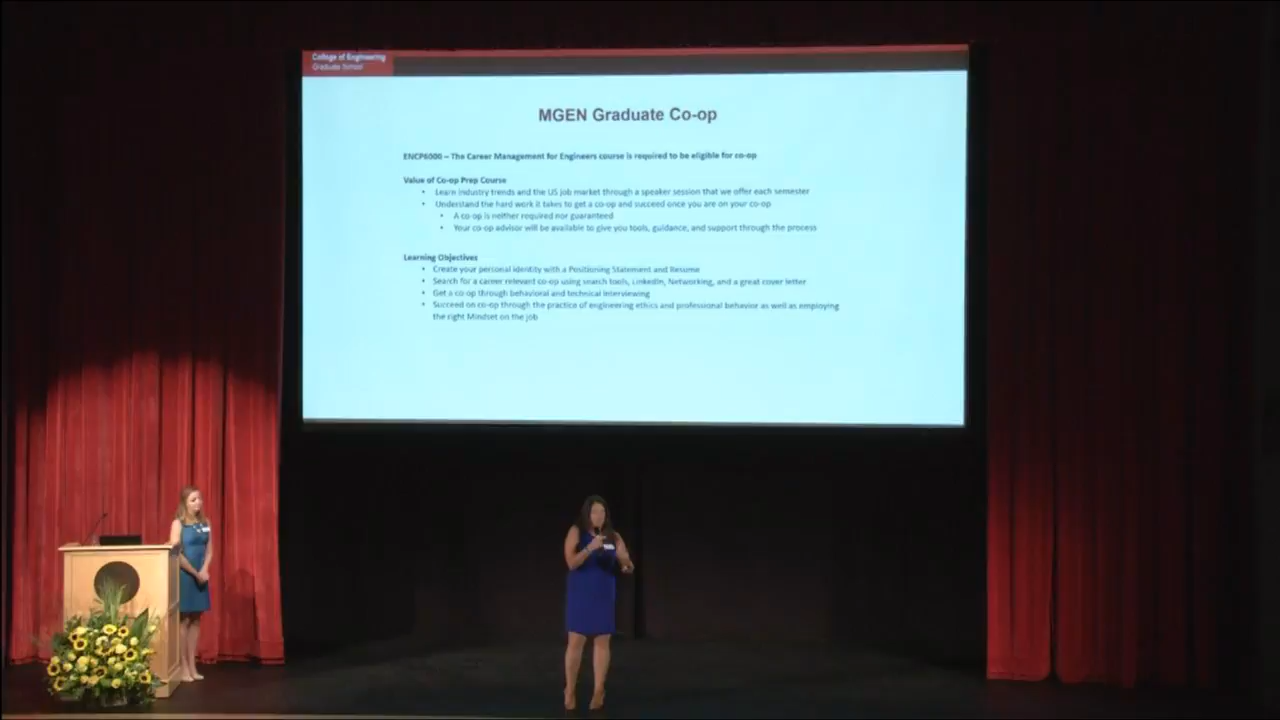 College of Engineering
Graduate School
MGEN Graduate Co-op
ENCP6000 – The Career Management for Engineers course is required to be eligible for co-op
Value of Co-op Prep Course
• Learn industry trends and the US job market through a speaker session that we offer each semester
• Understand the hard work it takes to get a co-op and succeed once you are on your co-op
• A co-op is neither required nor guaranteed
• Your co-op advisor will be available to give you tools, guidance, and support through the process
Learning Objectives
• Create your personal identity with a Positioning Statement and Resume
• Search for a career relevant co-op using search tools, LinkedIn, Networking, and a great cover letter
• Get a co-op through behavioral and technical interviewing
• Succeed on co-op through the practice of engineering ethics and professional behavior as well as employing
the right Mindset on the job